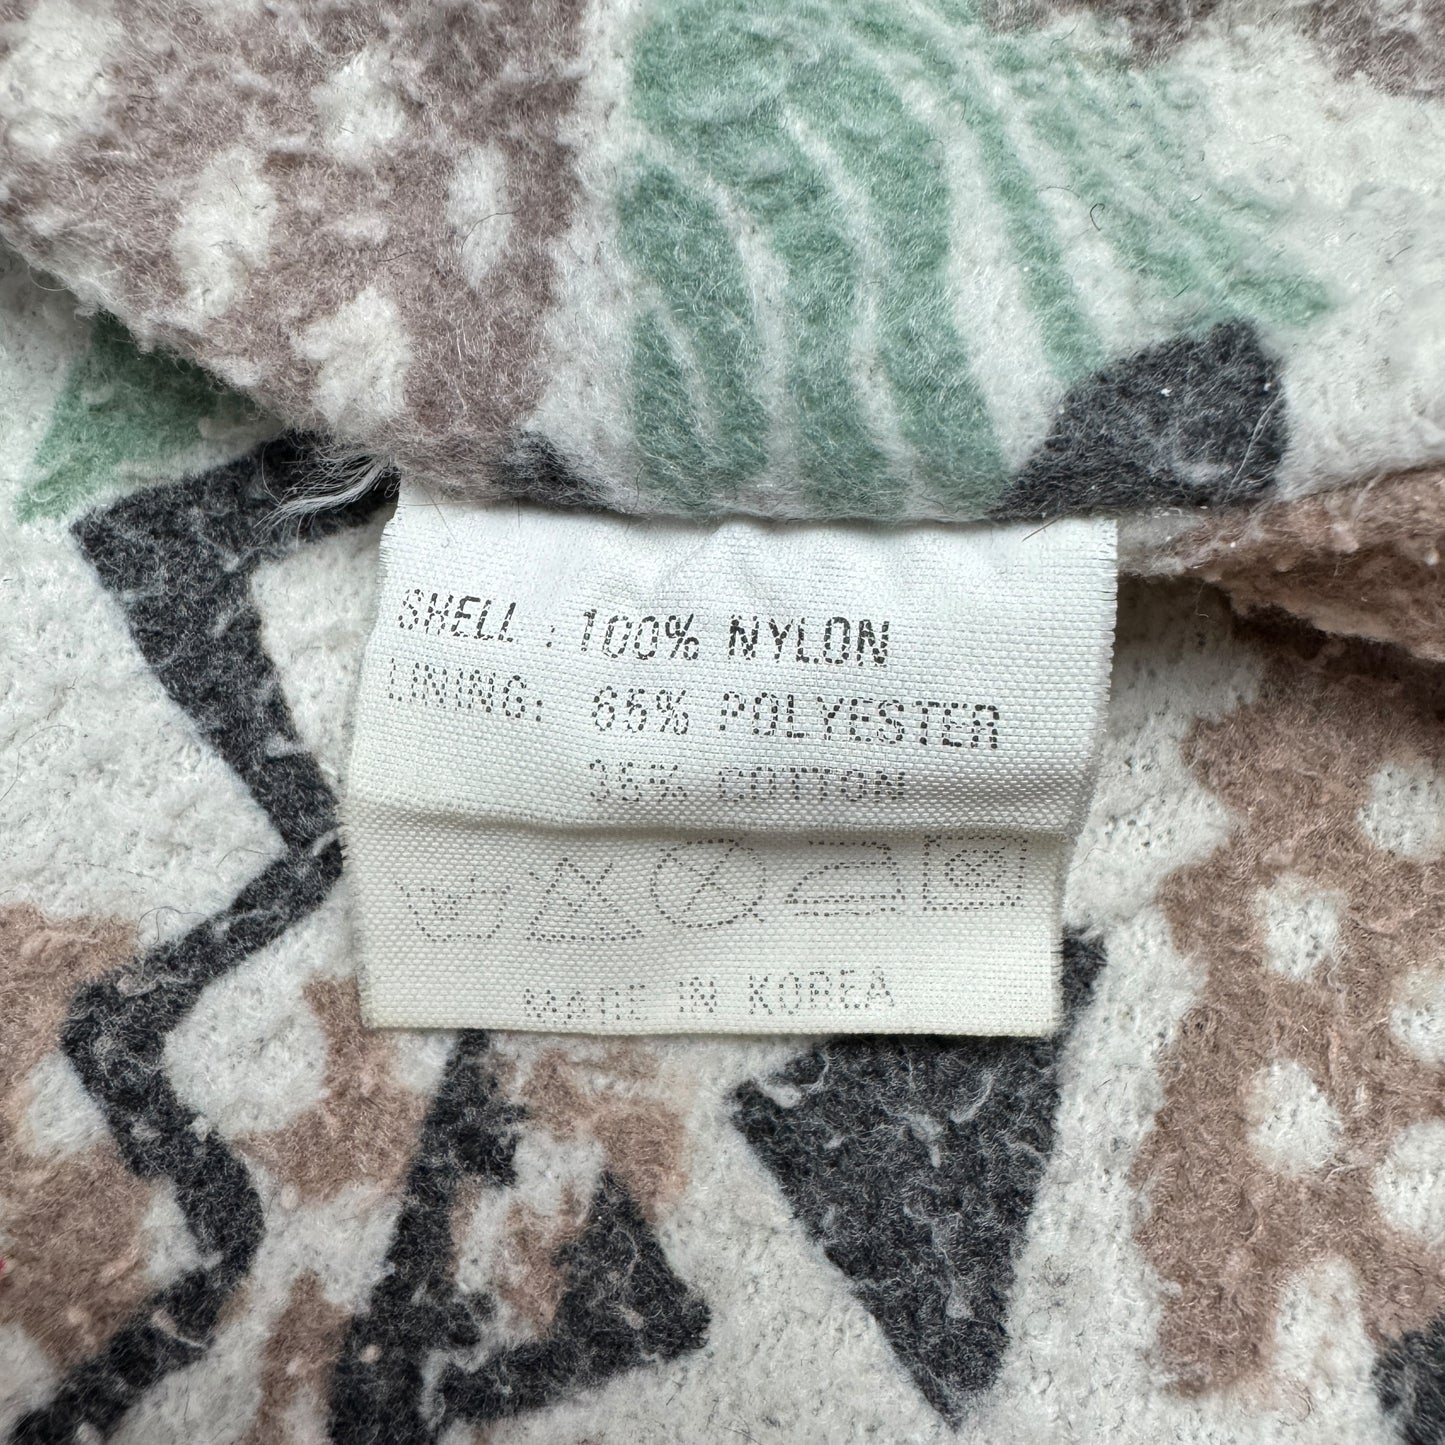 SHELL : 100% NYLON
LINING: 65% POLYESTER
35% COTTON
MADE IN KOREA